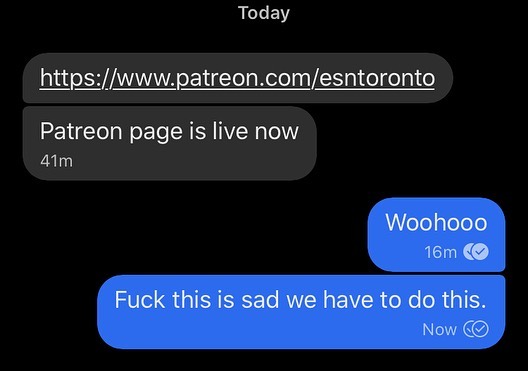 Today
https://www.patreon.com/esntoronto
Patreon page is live now
41m
Woohooo
16m
Fuck this is sad we have to do this.
Now